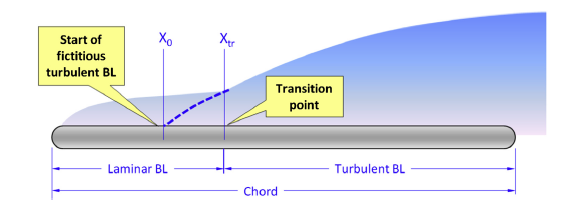 Start of
fictitious
turbulent BL
X0
Xtr
Transition
point
Laminar BL
Turbulent BL
Chord